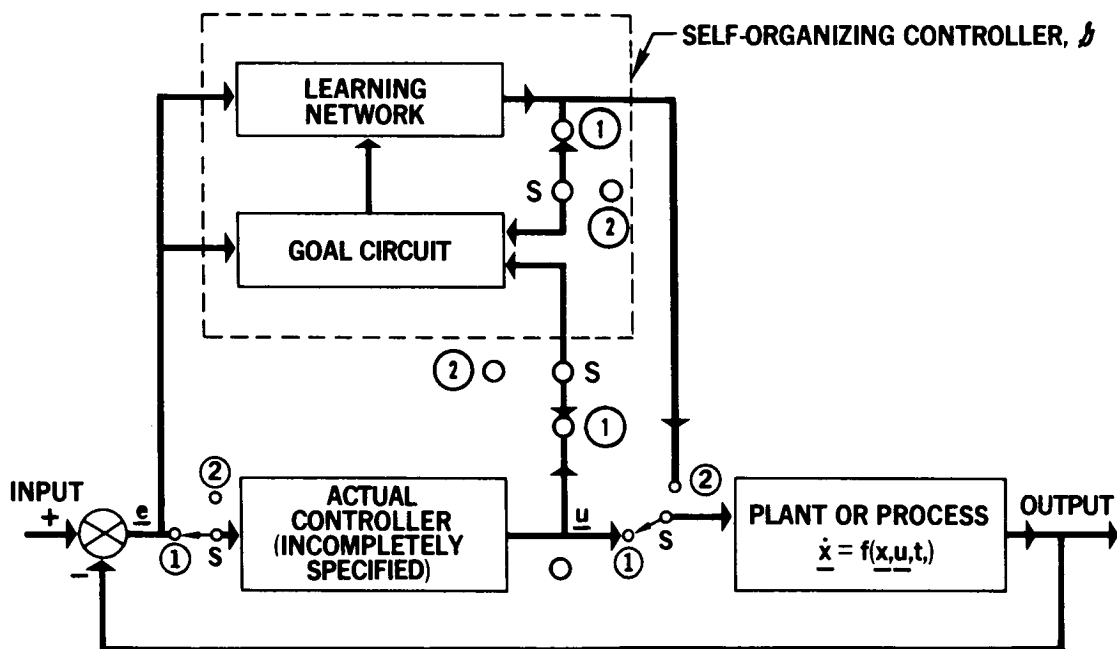 SELF-ORGANIZING CONTROLLER, 𝓈
LEARNING
NETWORK
1
S
2
GOAL CIRCUIT
2
S
1
INPUT
+
e
−
1
2
S
ACTUAL
CONTROLLER
(INCOMPLETELY
SPECIFIED)
u
1
S
2
PLANT OR PROCESS
ẋ = f(x,u,t,)
OUTPUT